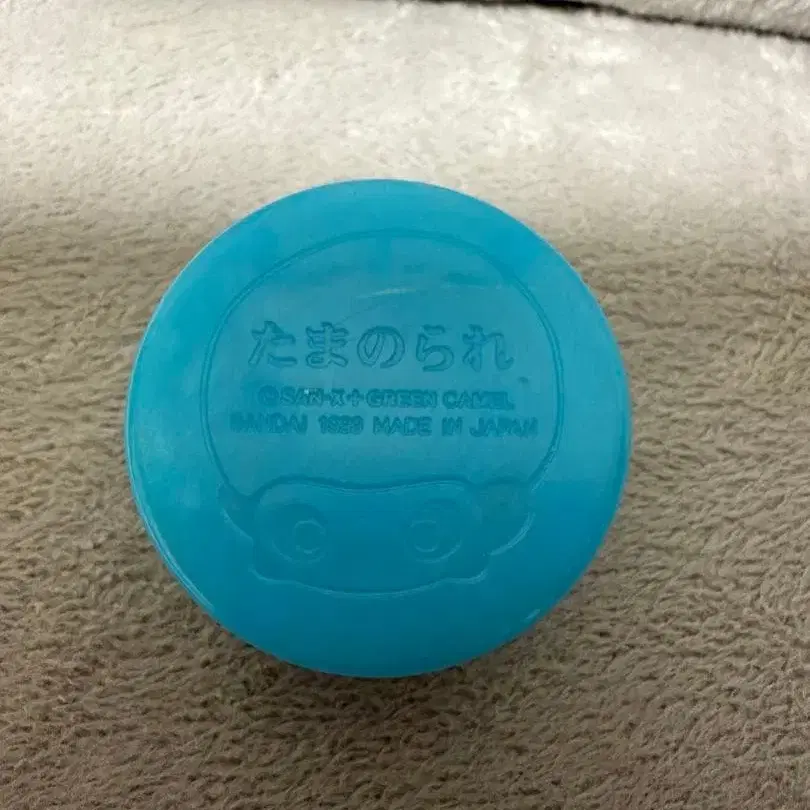 たまのられ
© SAN-X + GREEN CAMEL
BANDAI 1999 MADE IN JAPAN